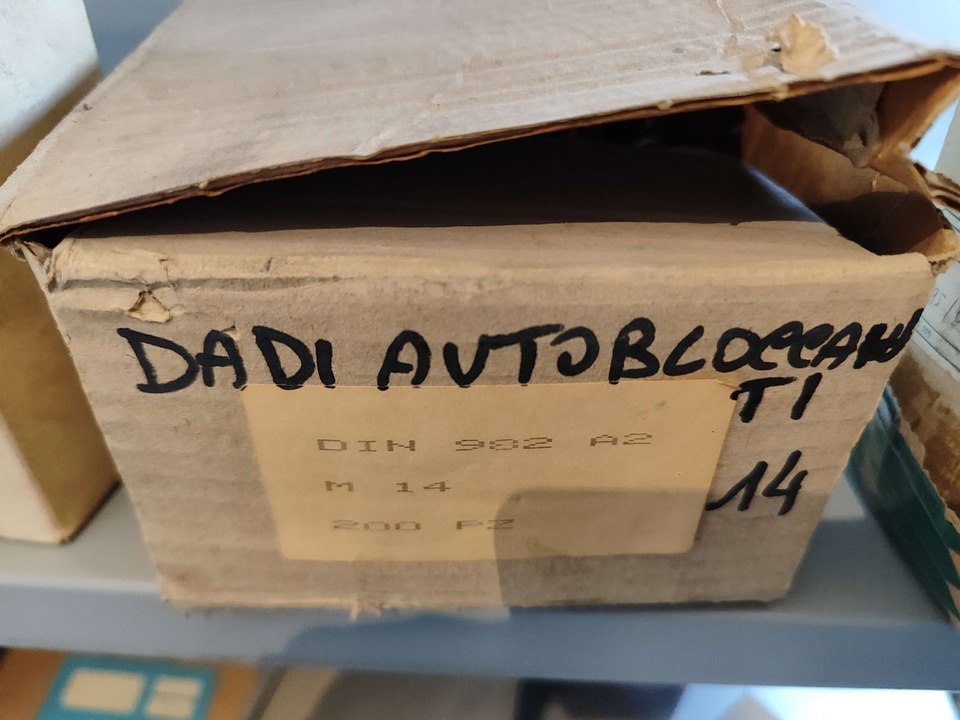 DADI AUTOBLOCCAN
TI
DIN 982 A2
M 14
14
200 PZ